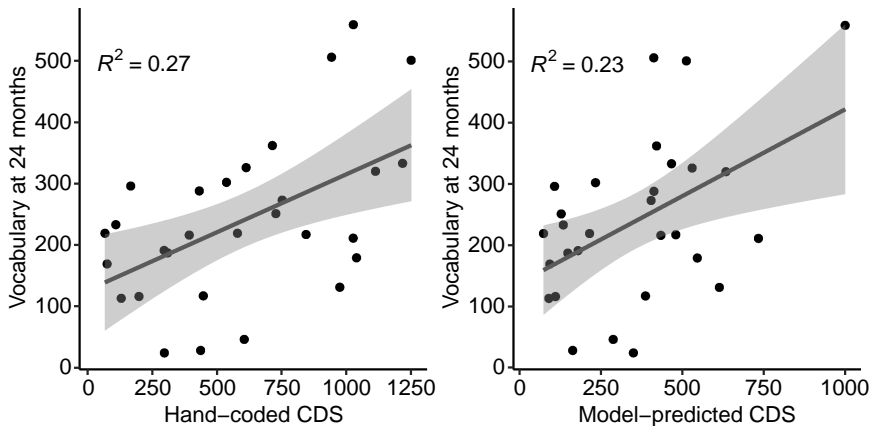 R² = 0.27
Vocabulary at 24 months
500
400
300
200
100
0
0 250 500 750 1000 1250
Hand−coded CDS
R² = 0.23
Vocabulary at 24 months
500
400
300
200
100
0
0 250 500 750 1000
Model−predicted CDS